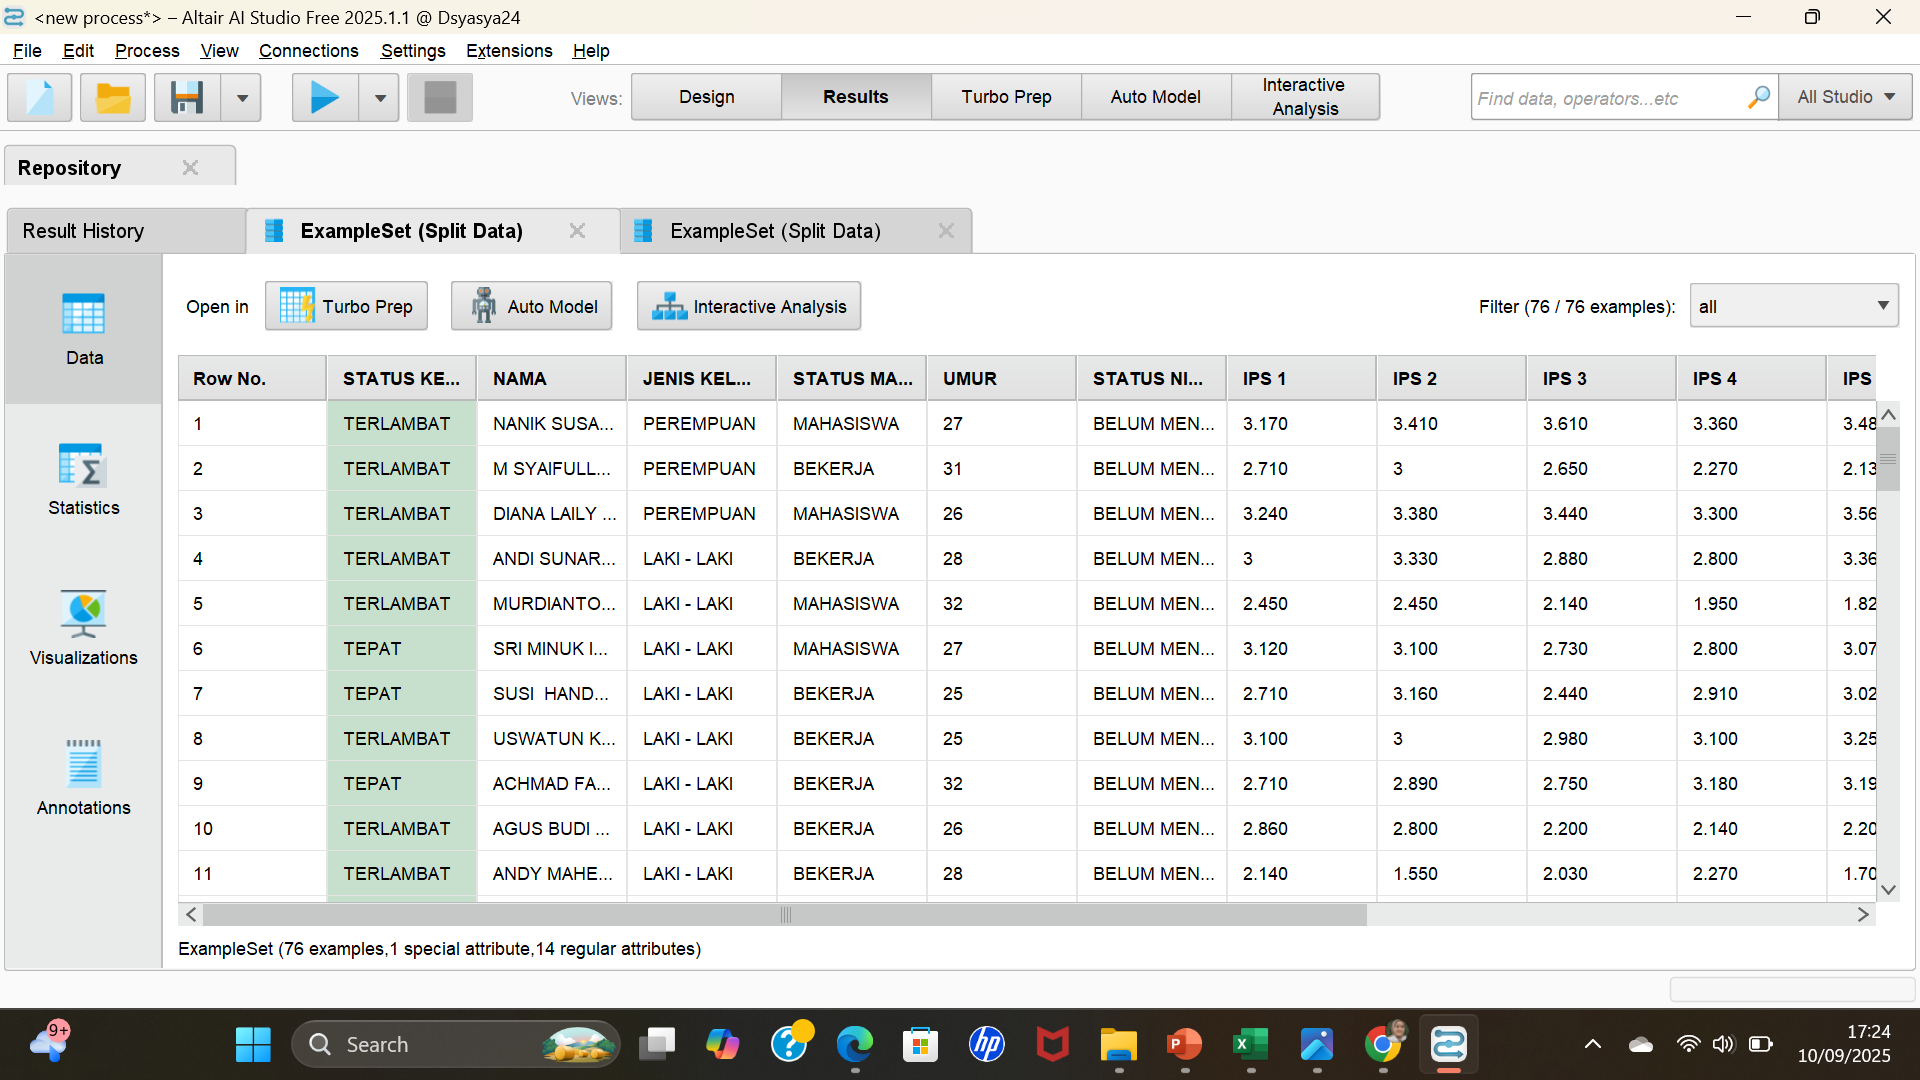 <new process*> – Altair AI Studio Free 2025.1.1 @ Dsyasya24
File Edit Process View Connections Settings Extensions Help
Views: Design Results Turbo Prep Auto Model Interactive Analysis Find data, operators...etc All Studio
Repository
Result History ExampleSet (Split Data) ExampleSet (Split Data)
Open in Turbo Prep Auto Model Interactive Analysis Filter (76 / 76 examples): all
Data
Statistics
Visualizations
Annotations
Row No. STATUS KE... NAMA JENIS KEL... STATUS MA... UMUR STATUS NI... IPS 1 IPS 2 IPS 3 IPS 4 IPS
1 TERLAMBAT NANIK SUSA... PEREMPUAN MAHASISWA 27 BELUM MEN... 3.170 3.410 3.610 3.360 3.48
2 TERLAMBAT M SYAIFULL... PEREMPUAN BEKERJA 31 BELUM MEN... 2.710 3 2.650 2.270 2.13
3 TERLAMBAT DIANA LAILY ... PEREMPUAN MAHASISWA 26 BELUM MEN... 3.240 3.380 3.440 3.300 3.56
4 TERLAMBAT ANDI SUNAR... LAKI - LAKI BEKERJA 28 BELUM MEN... 3 3.330 2.880 2.800 3.36
5 TERLAMBAT MURDIANTO... LAKI - LAKI MAHASISWA 32 BELUM MEN... 2.450 2.450 2.140 1.950 1.82
6 TEPAT SRI MINUK I... LAKI - LAKI MAHASISWA 27 BELUM MEN... 3.120 3.100 2.730 2.800 3.07
7 TEPAT SUSI  HAND... LAKI - LAKI BEKERJA 25 BELUM MEN... 2.710 3.160 2.440 2.910 3.02
8 TERLAMBAT USWATUN K... LAKI - LAKI BEKERJA 25 BELUM MEN... 3.100 3 2.980 3.100 3.25
9 TEPAT ACHMAD FA... LAKI - LAKI BEKERJA 32 BELUM MEN... 2.710 2.890 2.750 3.180 3.19
10 TERLAMBAT AGUS BUDI ... LAKI - LAKI BEKERJA 26 BELUM MEN... 2.860 2.800 2.200 2.140 2.20
11 TERLAMBAT ANDY MAHE... LAKI - LAKI BEKERJA 28 BELUM MEN... 2.140 1.550 2.030 2.270 1.70
ExampleSet (76 examples,1 special attribute,14 regular attributes)
9+ Search 17:24
10/09/2025